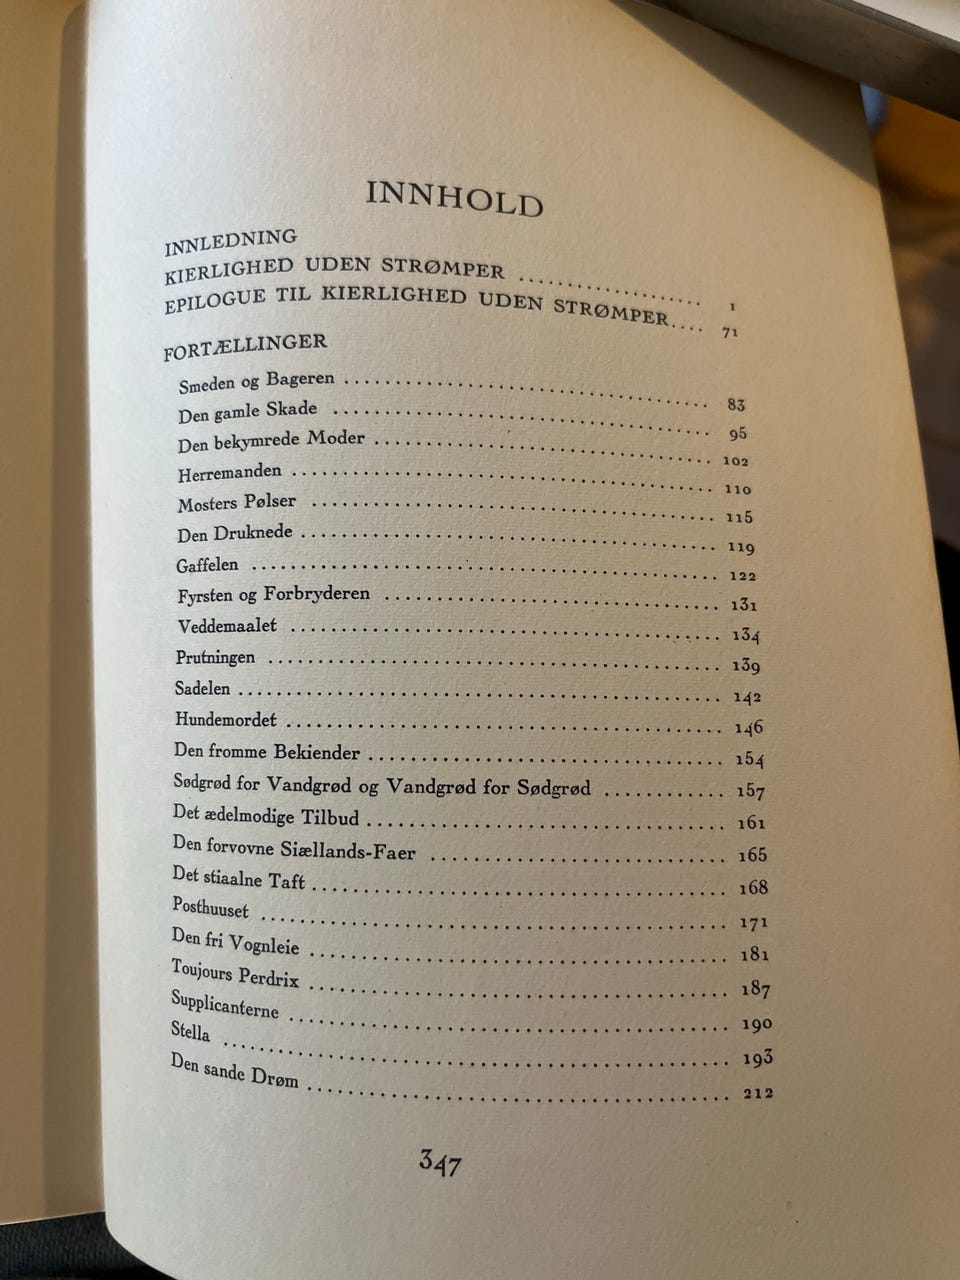 INNHOLD
INNLEDNING
KIERLIGHED UDEN STRØMPER .................... 1
EPILOGUE TIL KIERLIGHED UDEN STRØMPER.... 71
FORTÆLLINGER
Smeden og Bageren .................................... 83
Den gamle Skade ...................................... 95
Den bekymrede Moder .................................. 102
Herremanden .......................................... 110
Mosters Pølser ....................................... 115
Den Druknede ......................................... 119
Gaffelen ............................................. 122
Fyrsten og Forbryderen ............................... 131
Veddemaalet .......................................... 134
Prutningen ........................................... 139
Sadelen .............................................. 142
Hundemordet .......................................... 146
Den fromme Bekiender ................................. 154
Sødgrød for Vandgrød og Vandgrød for Sødgrød ............ 157
Det ædelmodige Tilbud ................................ 161
Den forvovne Siællands-Faer .......................... 165
Det stiaalne Taft .................................... 168
Posthuuset ........................................... 171
Den fri Vognleie ..................................... 181
Toujours Perdrix ..................................... 187
Supplicanterne ....................................... 190
Stella ............................................... 193
Den sande Drøm ....................................... 212
347